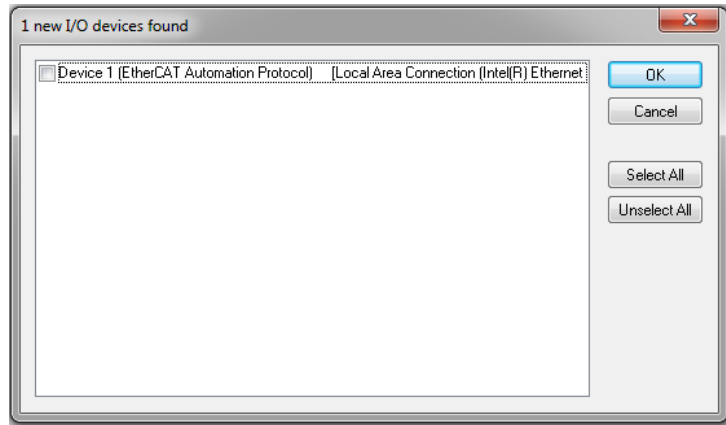 1 new I/O devices found
Device 1 (EtherCAT Automation Protocol) [Local Area Connection (Intel(R) Ethernet
OK
Cancel
Select All
Unselect All